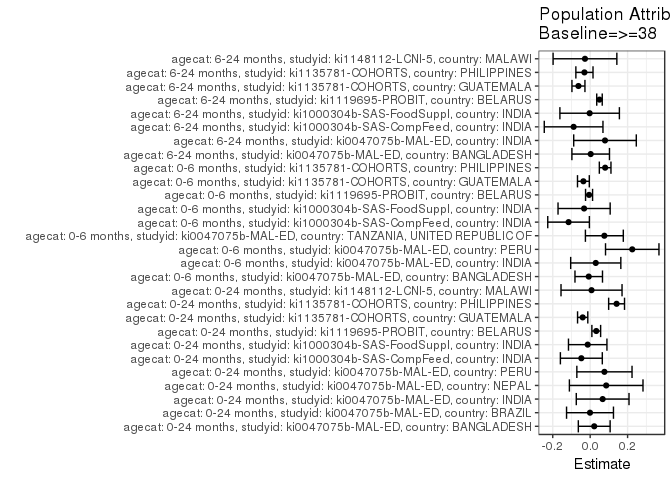 Population Attrib
Baseline=>=38
agecat: 6-24 months, studyid: ki1148112-LCNI-5, country: MALAWI
agecat: 6-24 months, studyid: ki1135781-COHORTS, country: PHILIPPINES
agecat: 6-24 months, studyid: ki1135781-COHORTS, country: GUATEMALA
agecat: 6-24 months, studyid: ki1119695-PROBIT, country: BELARUS
agecat: 6-24 months, studyid: ki1000304b-SAS-FoodSuppl, country: INDIA
agecat: 6-24 months, studyid: ki1000304b-SAS-CompFeed, country: INDIA
agecat: 6-24 months, studyid: ki0047075b-MAL-ED, country: INDIA
agecat: 6-24 months, studyid: ki0047075b-MAL-ED, country: BANGLADESH
agecat: 0-6 months, studyid: ki1135781-COHORTS, country: PHILIPPINES
agecat: 0-6 months, studyid: ki1135781-COHORTS, country: GUATEMALA
agecat: 0-6 months, studyid: ki1119695-PROBIT, country: BELARUS
agecat: 0-6 months, studyid: ki1000304b-SAS-FoodSuppl, country: INDIA
agecat: 0-6 months, studyid: ki1000304b-SAS-CompFeed, country: INDIA
agecat: 0-6 months, studyid: ki0047075b-MAL-ED, country: TANZANIA, UNITED REPUBLIC OF
agecat: 0-6 months, studyid: ki0047075b-MAL-ED, country: PERU
agecat: 0-6 months, studyid: ki0047075b-MAL-ED, country: INDIA
agecat: 0-6 months, studyid: ki0047075b-MAL-ED, country: BANGLADESH
agecat: 0-24 months, studyid: ki1148112-LCNI-5, country: MALAWI
agecat: 0-24 months, studyid: ki1135781-COHORTS, country: PHILIPPINES
agecat: 0-24 months, studyid: ki1135781-COHORTS, country: GUATEMALA
agecat: 0-24 months, studyid: ki1119695-PROBIT, country: BELARUS
agecat: 0-24 months, studyid: ki1000304b-SAS-FoodSuppl, country: INDIA
agecat: 0-24 months, studyid: ki1000304b-SAS-CompFeed, country: INDIA
agecat: 0-24 months, studyid: ki0047075b-MAL-ED, country: PERU
agecat: 0-24 months, studyid: ki0047075b-MAL-ED, country: NEPAL
agecat: 0-24 months, studyid: ki0047075b-MAL-ED, country: INDIA
agecat: 0-24 months, studyid: ki0047075b-MAL-ED, country: BRAZIL
agecat: 0-24 months, studyid: ki0047075b-MAL-ED, country: BANGLADESH
-0.2 0.0 0.2
Estimate